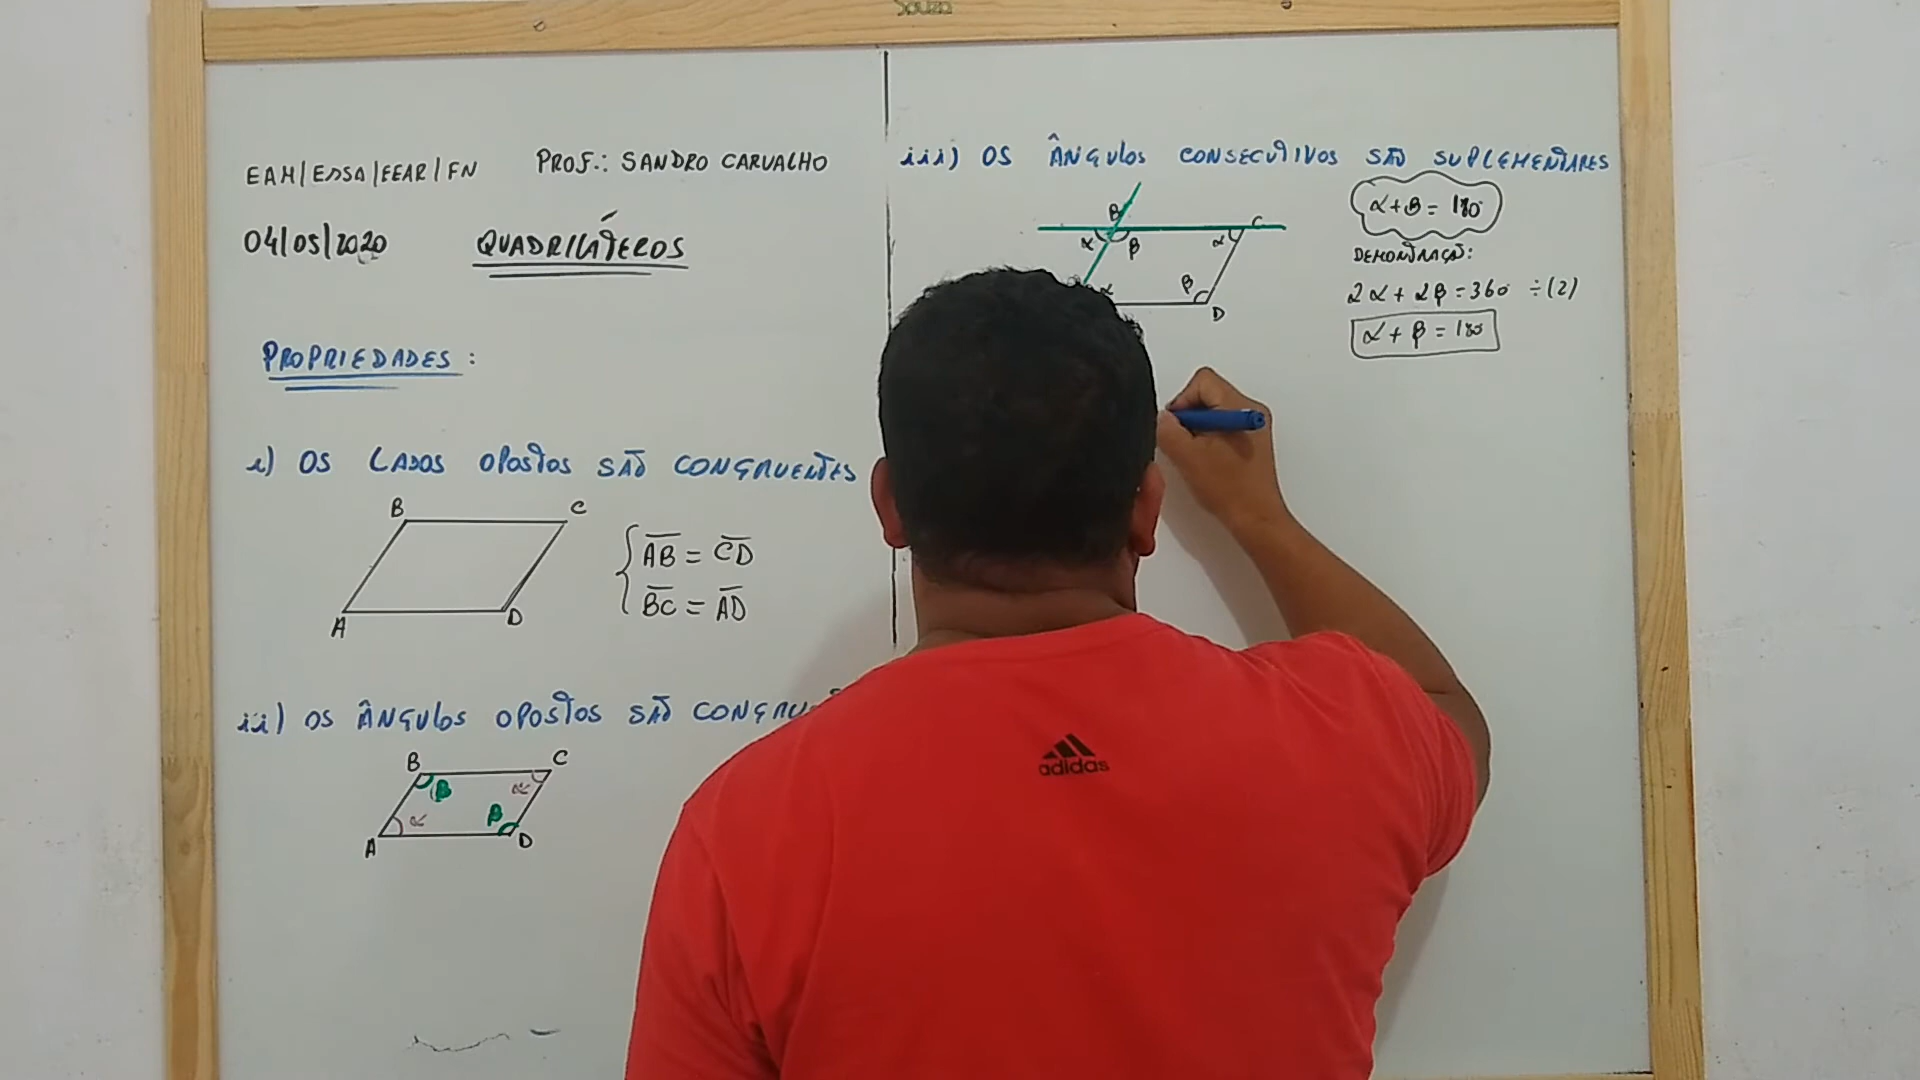 Souza
EAM/ESSA/EEAR/FN PROF.: SANDRO CARVALHO
04/05/2020 QUADRILÁTEROS
PROPRIEDADES:
i) OS LADOS OPOSTOS SÃO CONGRUENTES
B C
A D
AB = CD
BC = AD
ii) OS ÂNGULOS OPOSTOS SÃO
B C
β α
α β
A D
iii) OS ÂNGULOS CONSECUTIVOS SÃO SUPLEMENTARES
α+β = 180°
B C
α β α
α β
D
DEMONSTRAÇÃO:
2α + 2β = 360 ÷(2)
α + β = 180
adidas